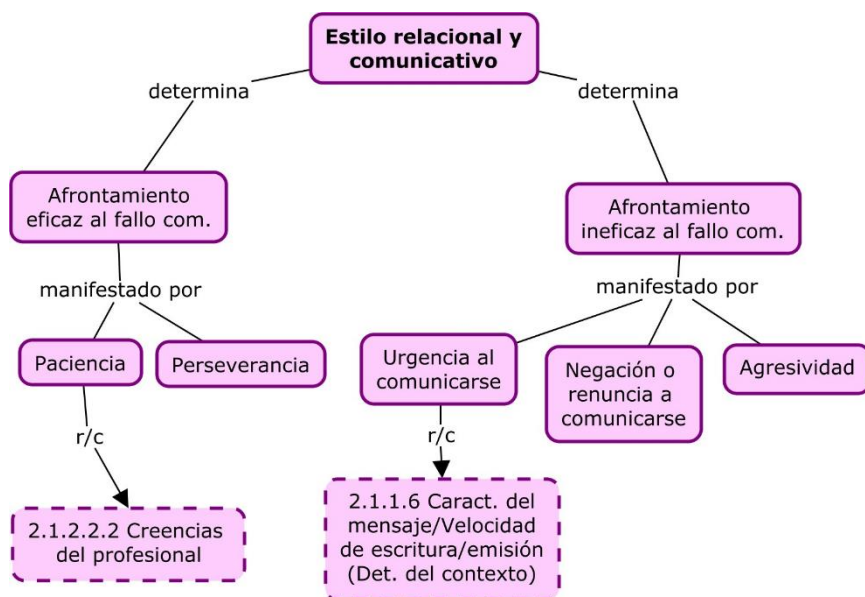 Estilo relacional y
comunicativo
determina
determina
Afrontamiento
eficaz al fallo com.
Afrontamiento
ineficaz al fallo com.
manifestado por
manifestado por
Paciencia
Perseverancia
Urgencia al
comunicarse
Negación o
renuncia a
comunicarse
Agresividad
r/c
r/c
2.1.2.2.2 Creencias
del profesional
2.1.1.6 Caract. del
mensaje/Velocidad
de escritura/emisión
(Det. del contexto)